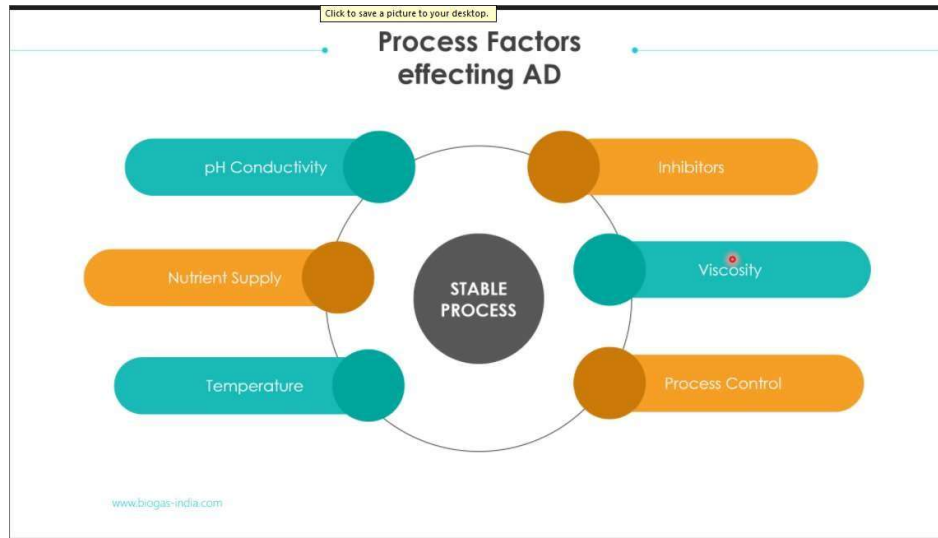 Click to save a picture to your desktop.
Process Factors
effecting AD
pH Conductivity
Inhibitors
Nutrient Supply
Viscosity
STABLE
PROCESS
Temperature
Process Control
www.biogas-india.com